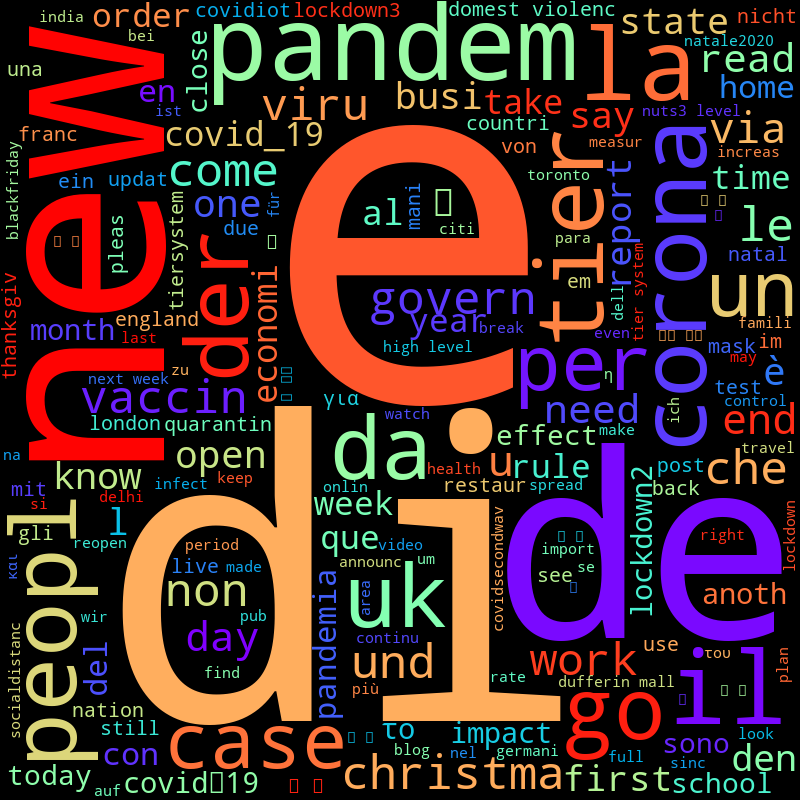 india
order
covidiot
lockdown3
domest violenc
state
nicht
bei
close
pandem
la
natale2020
read
una
new
en
viru
busi
take
say
home
nuts3 level
via
franc
ist
covid_19
countri
von
measur
increas
blackfriday
come
e
tier
corona
toronto
time
ein
updat
one
für
al
mani
citi
report
le
due
pleas
tiersystem
der
para
natal
em
dell
tier system
un
thanksgiv
month
england
last
economi
govern
year
break
even
famili
mask
im
high level
per
may
è
next week
zu
vaccin
για
η
test
control
london
quarantin
need
ich
end
watch
make
effect
travel
na
know
open
da
u
rule
post
che
health
mit
delhi
infect
keep
onlin
restaur
spread
back
si
l
di
week
de
lockdown2
gli
peopl
que
video
right
lockdown
reopen
period
announc
um
covidsecondwav
import
see
se
και
live
made
non
uk
area
anoth
wir
pub
day
continu
socialdistanc
del
pandemia
find
und
work
use
του
plan
più
rate
dufferin mall
il
nation
still
case
το
impact
go
look
con
blog
nel
germani
full
sono
sinc
den
today
auf
covid 19
christma
first
school